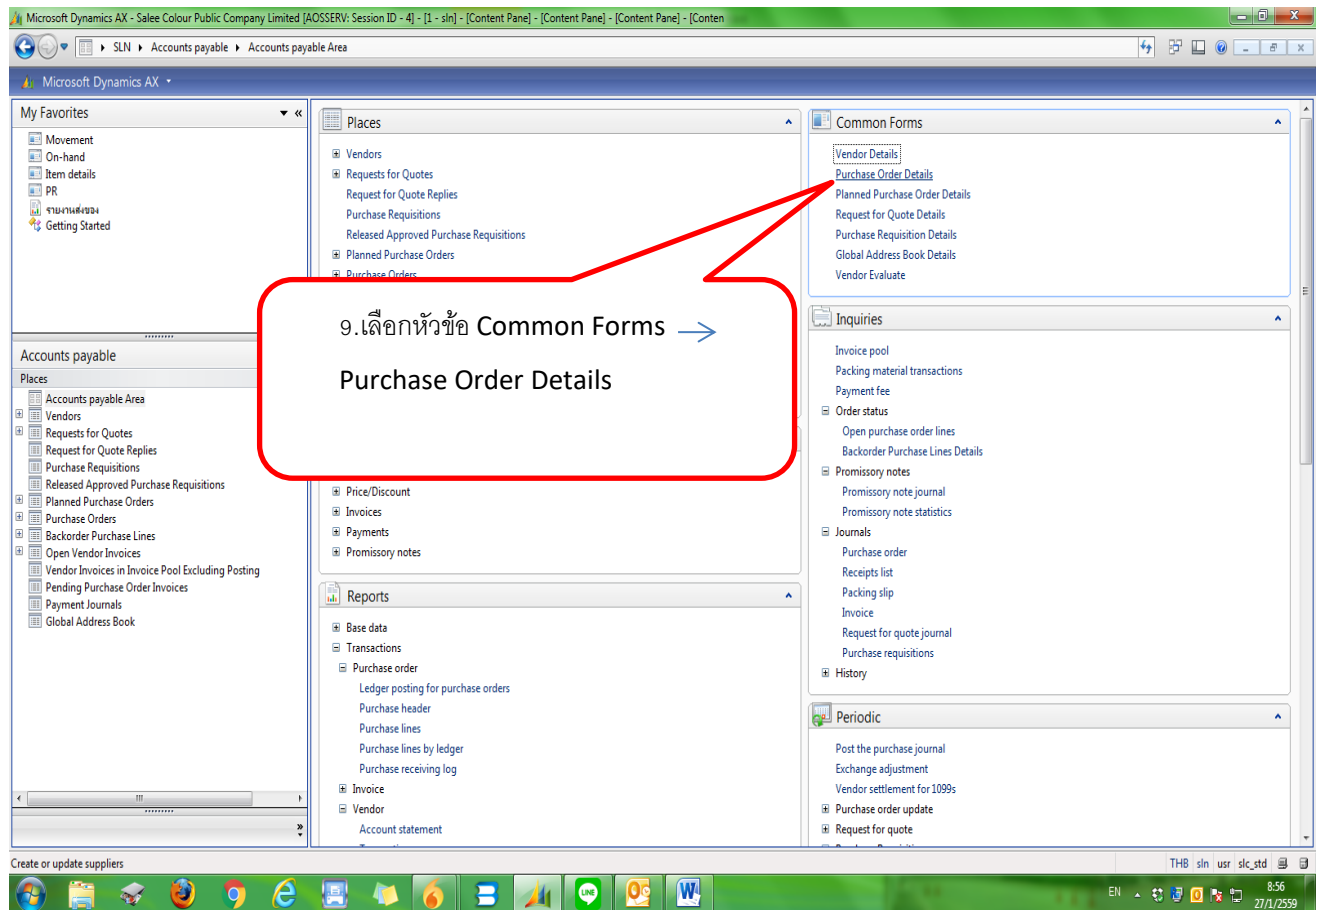 Microsoft Dynamics AX - Salee Colour Public Company Limited [AOSSERV: Session ID - 4] - [1 - sln] - [Content Pane] - [Content Pane] - [Content Pane] - [Conten
SLN ▸ Accounts payable ▸ Accounts payable Area
Microsoft Dynamics AX
My Favorites
Movement
On-hand
Item details
PR
รายงานส่งของ
Getting Started
Accounts payable
Places
Accounts payable Area
Vendors
Requests for Quotes
Request for Quote Replies
Purchase Requisitions
Released Approved Purchase Requisitions
Planned Purchase Orders
Purchase Orders
Backorder Purchase Lines
Open Vendor Invoices
Vendor Invoices in Invoice Pool Excluding Posting
Pending Purchase Order Invoices
Payment Journals
Global Address Book
Places
Vendors
Requests for Quotes
Request for Quote Replies
Purchase Requisitions
Released Approved Purchase Requisitions
Planned Purchase Orders
Purchase Orders
9.เลือกหัวข้อ Common Forms →
Purchase Order Details
Price/Discount
Invoices
Payments
Promissory notes
Reports
Base data
Transactions
Purchase order
Ledger posting for purchase orders
Purchase header
Purchase lines
Purchase lines by ledger
Purchase receiving log
Invoice
Vendor
Account statement
Common Forms
Vendor Details
Purchase Order Details
Planned Purchase Order Details
Request for Quote Details
Purchase Requisition Details
Global Address Book Details
Vendor Evaluate
Inquiries
Invoice pool
Packing material transactions
Payment fee
Order status
Open purchase order lines
Backorder Purchase Lines Details
Promissory notes
Promissory note journal
Promissory note statistics
Journals
Purchase order
Receipts list
Packing slip
Invoice
Request for quote journal
Purchase requisitions
History
Periodic
Post the purchase journal
Exchange adjustment
Vendor settlement for 1099s
Purchase order update
Request for quote
Create or update suppliers
THB sln usr slc_std
EN
8:56
27/1/2559